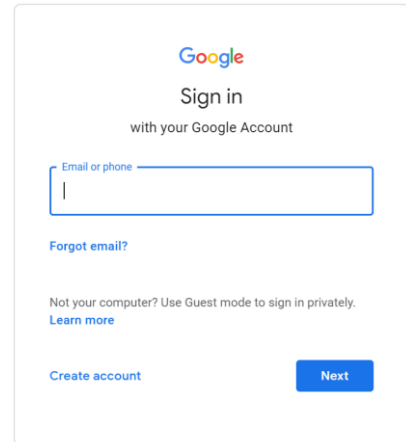 Google
Sign in
with your Google Account
Email or phone
Forgot email?
Not your computer? Use Guest mode to sign in privately.
Learn more
Create account
Next